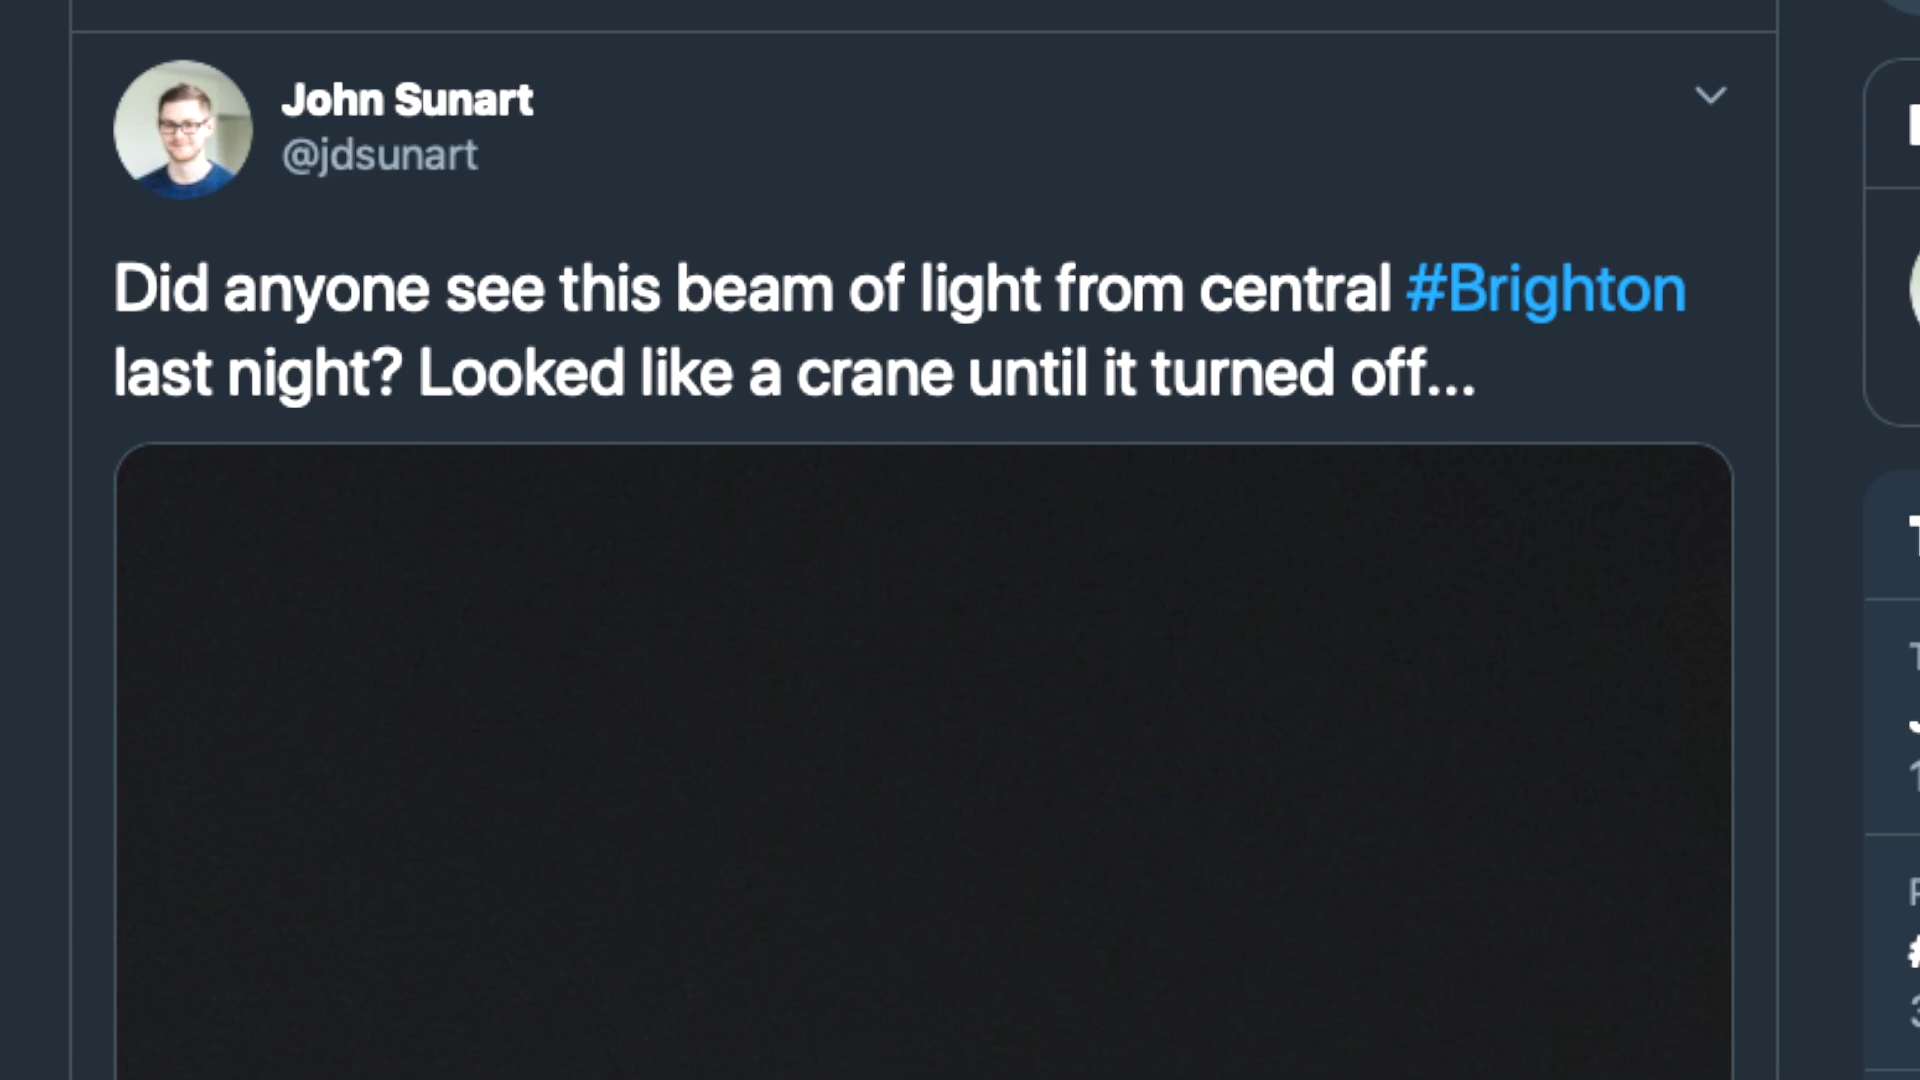 John Sunart
@jdsunart
Did anyone see this beam of light from central #Brighton
last night? Looked like a crane until it turned off...